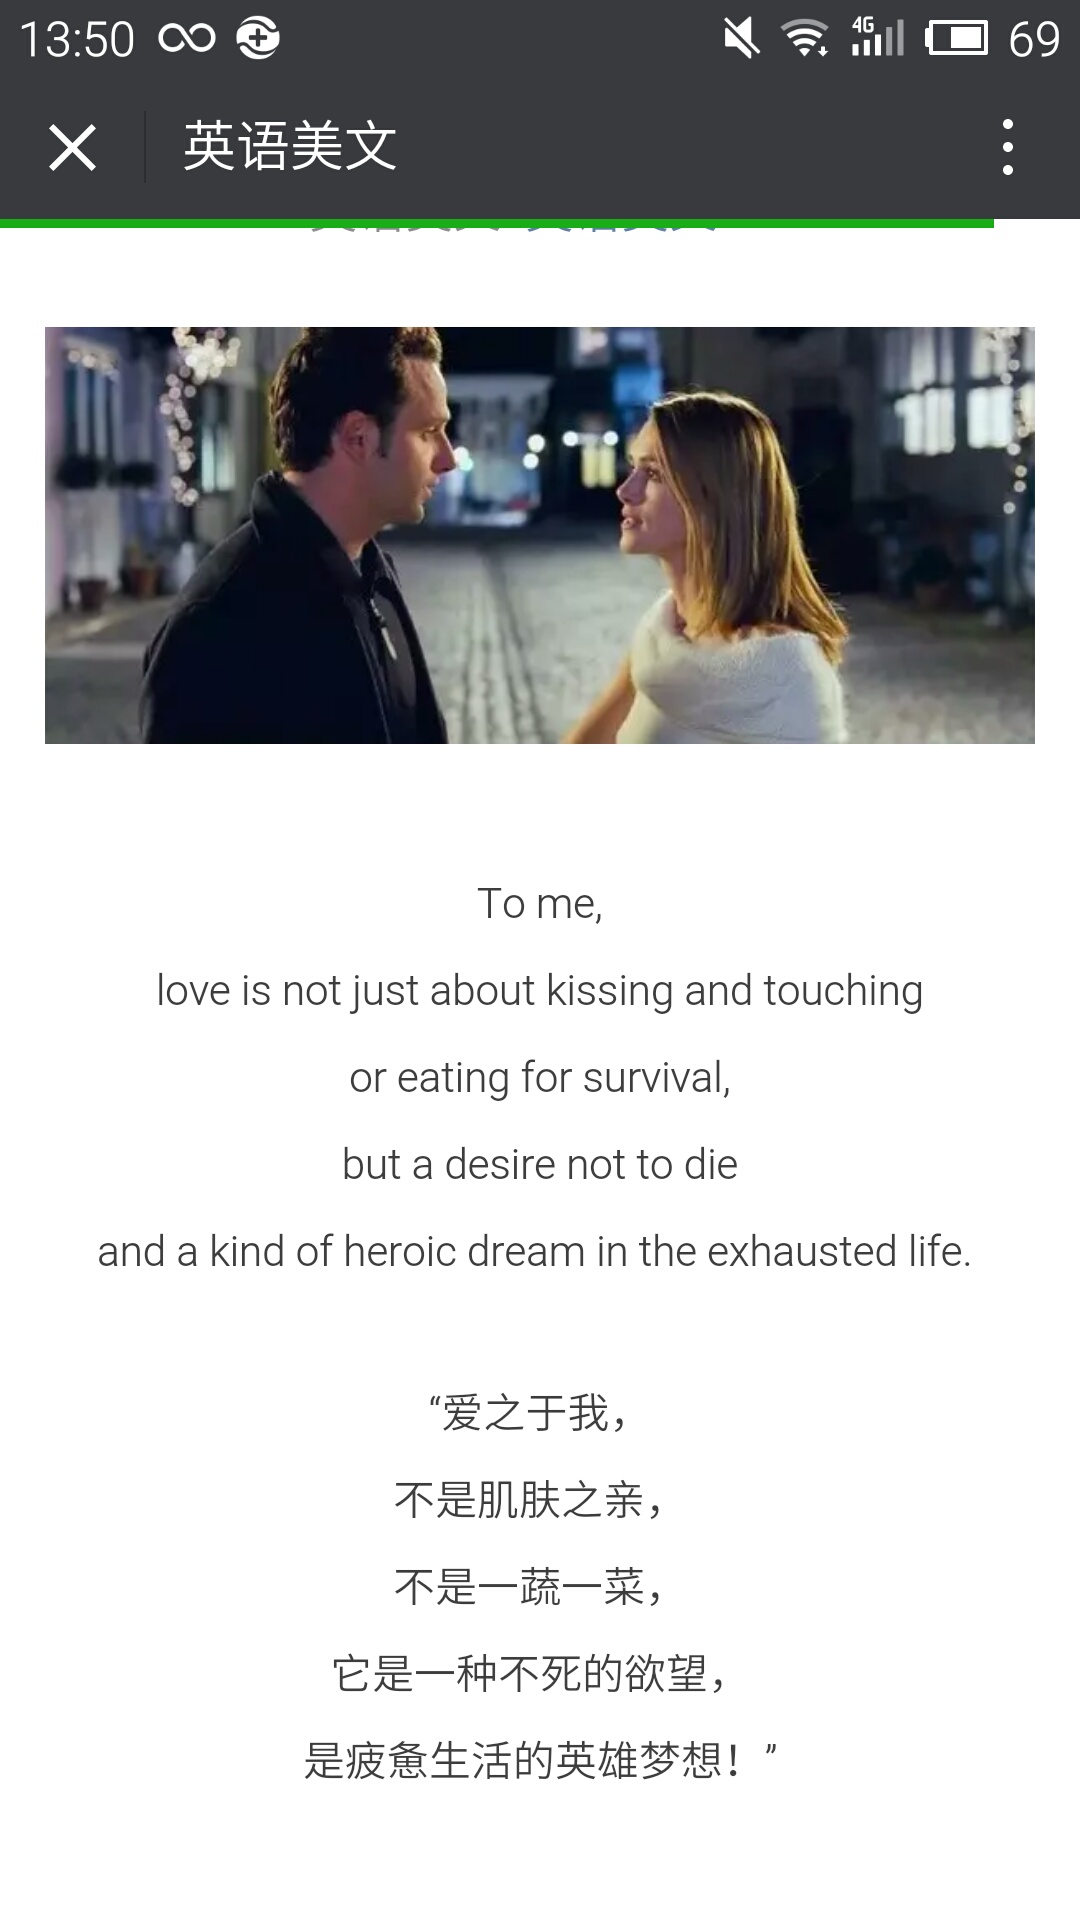 13:50
4G
69
英语美文
To me,
love is not just about kissing and touching
or eating for survival,
but a desire not to die
and a kind of heroic dream in the exhausted life.
“爱之于我，
不是肌肤之亲，
不是一蔬一菜，
它是一种不死的欲望，
是疲惫生活的英雄梦想！”